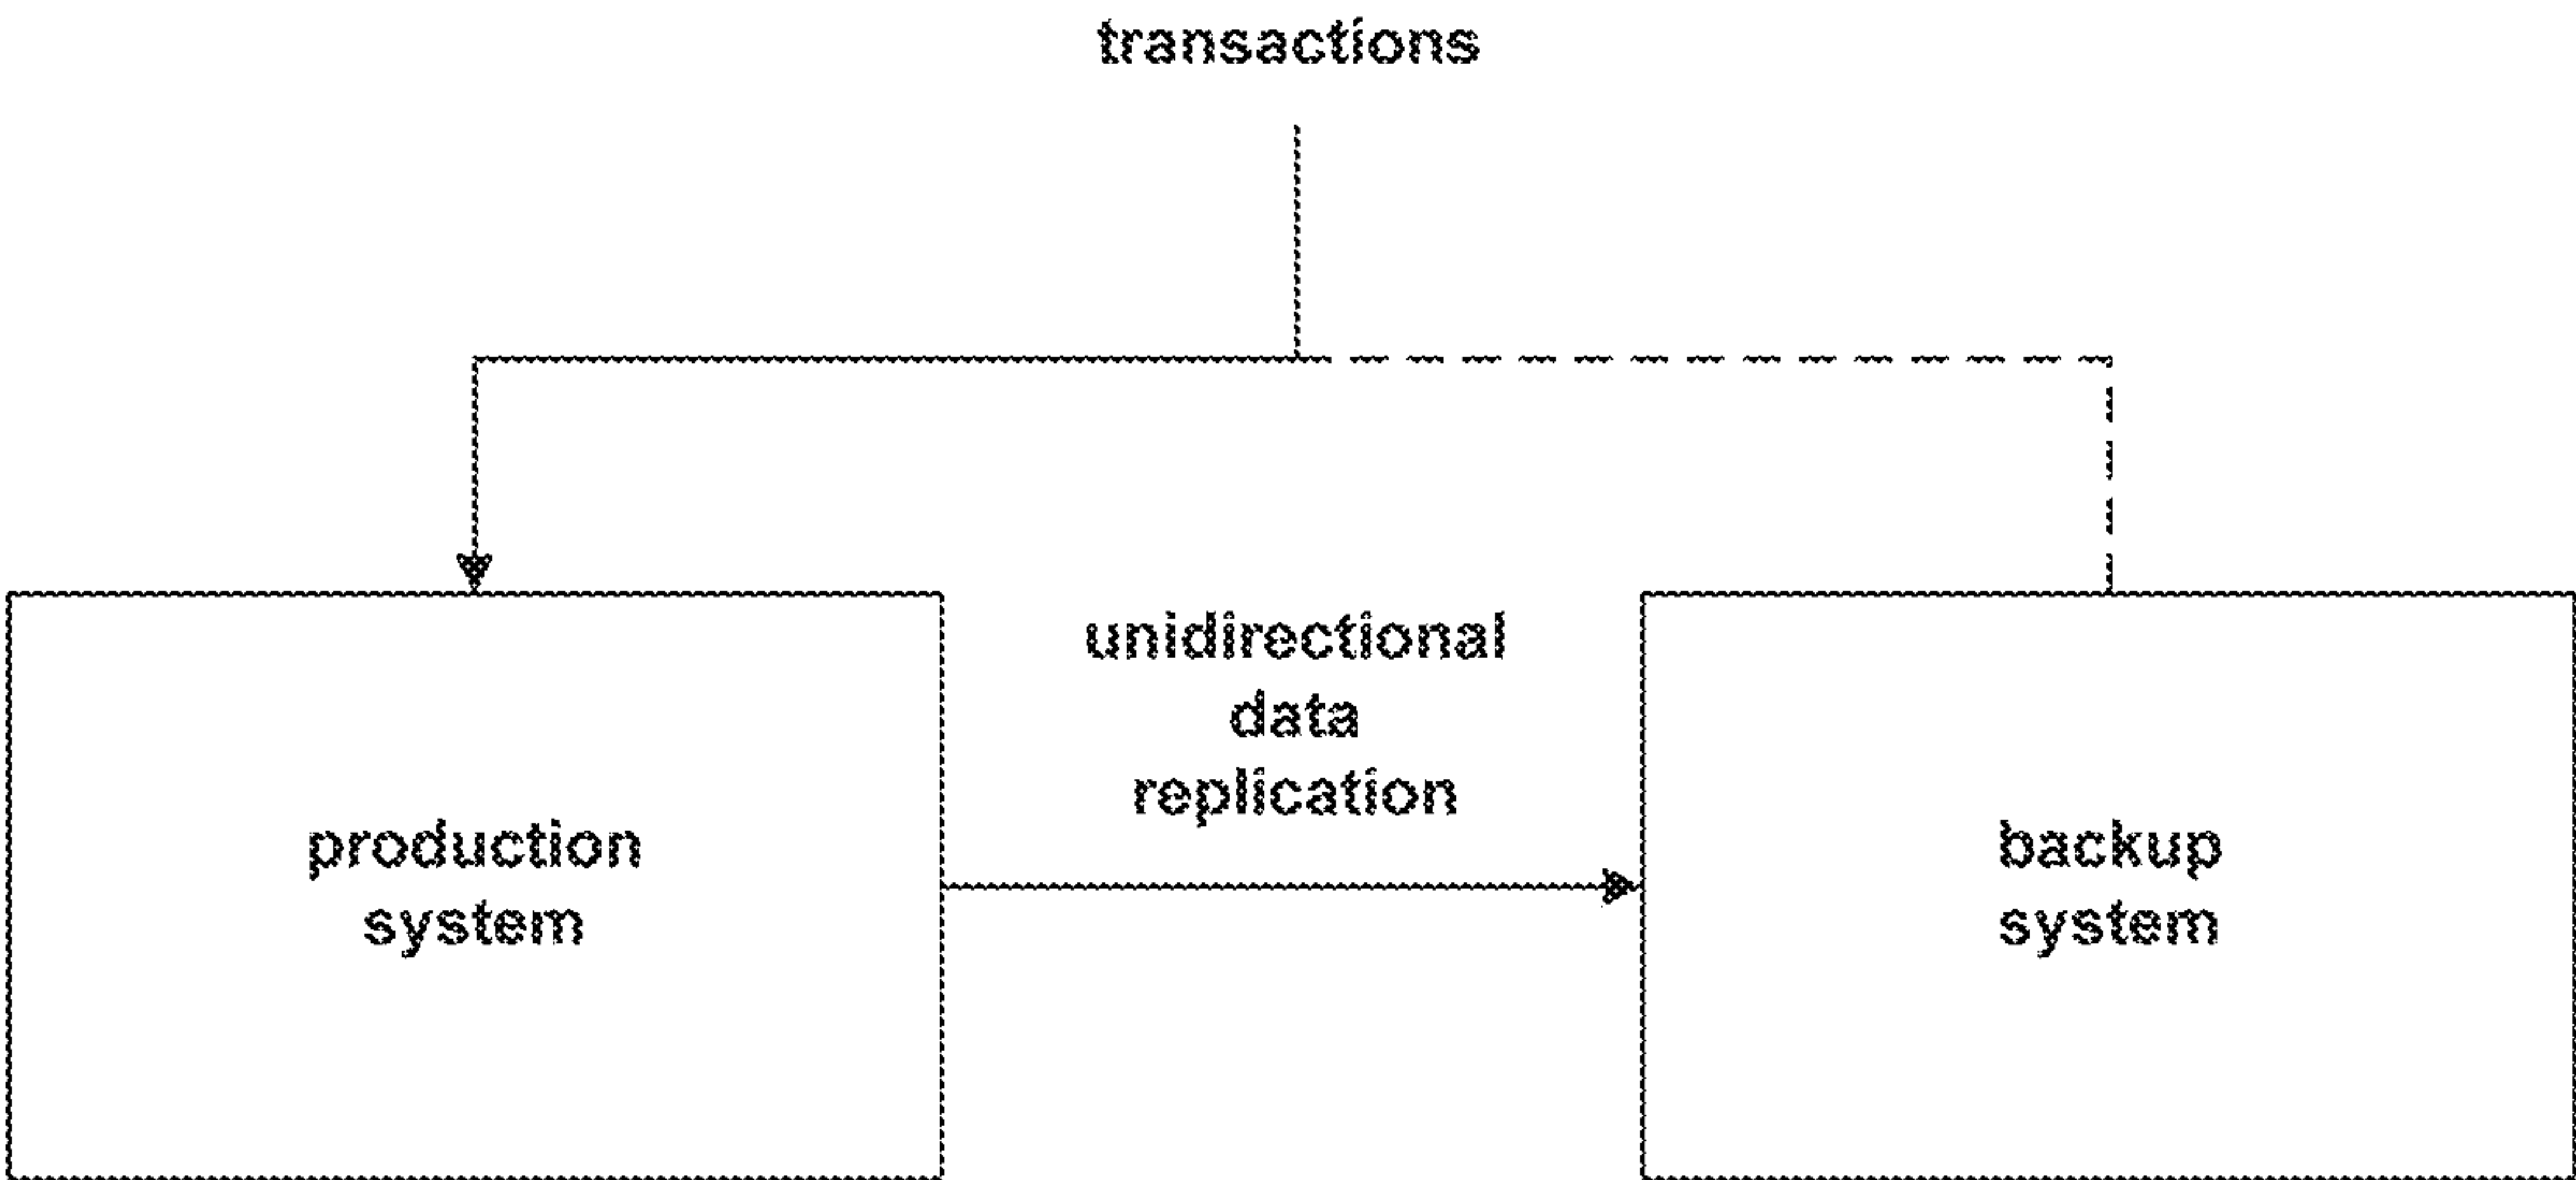 transactions
unidirectional
data
replication
production
system
backup
system